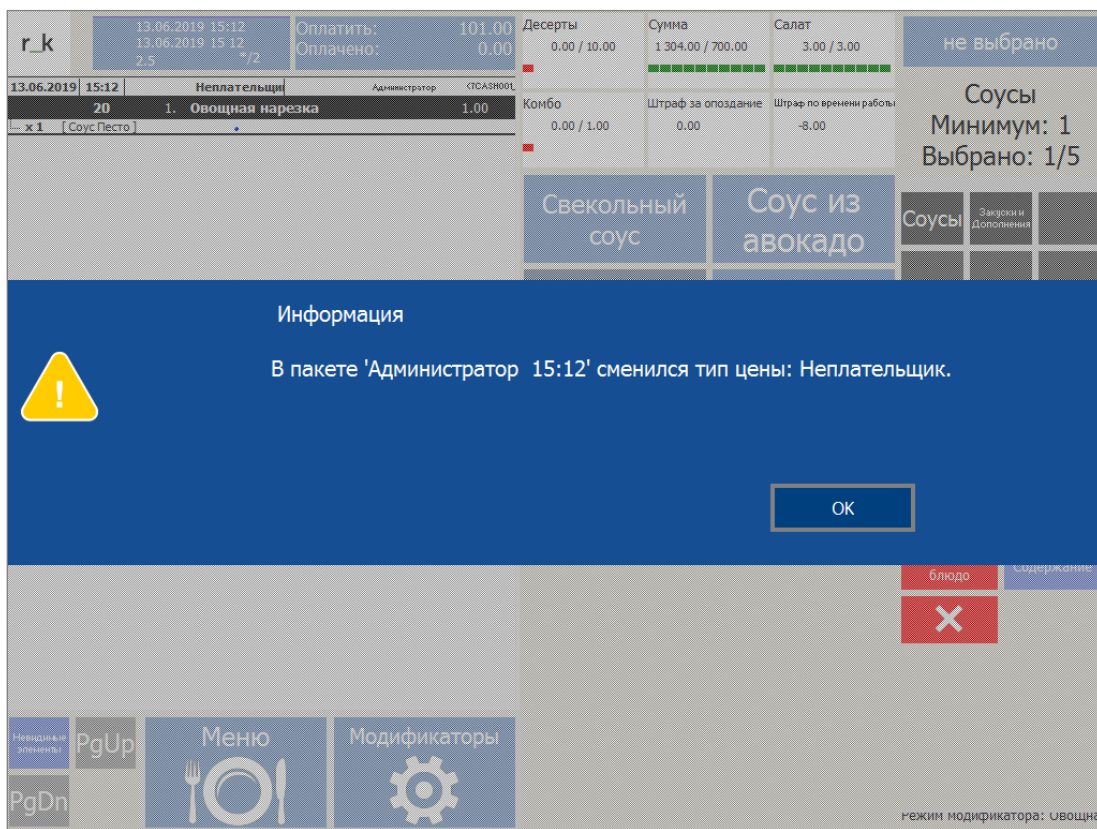 r_k
13.06.2019 15:12
13.06.2019 15 12
2.5 */2
Оплатить: 101.00
Оплачено: 0.00
13.06.2019 15:12 Неплательщи Администратор <TCASH001_
20 1. Овощная нарезка 1.00
x 1 [ Соус Песто ]
Десерты
0.00 / 10.00
Сумма
1 304.00 / 700.00
Салат
3.00 / 3.00
Комбо
0.00 / 1.00
Штраф за опоздание
0.00
Штраф по времени работы
-8.00
не выбрано
Соусы
Минимум: 1
Выбрано: 1/5
Свекольный
соус
Соус из
авокадо
Соусы
Закуски и
Дополнения
Информация
В пакете 'Администратор 15:12' сменился тип цены: Неплательщик.
OK
блюдо
Содержание
Невидимые
элементы
PgUp
PgDn
Меню
Модификаторы
Режим модификатора: Овощна